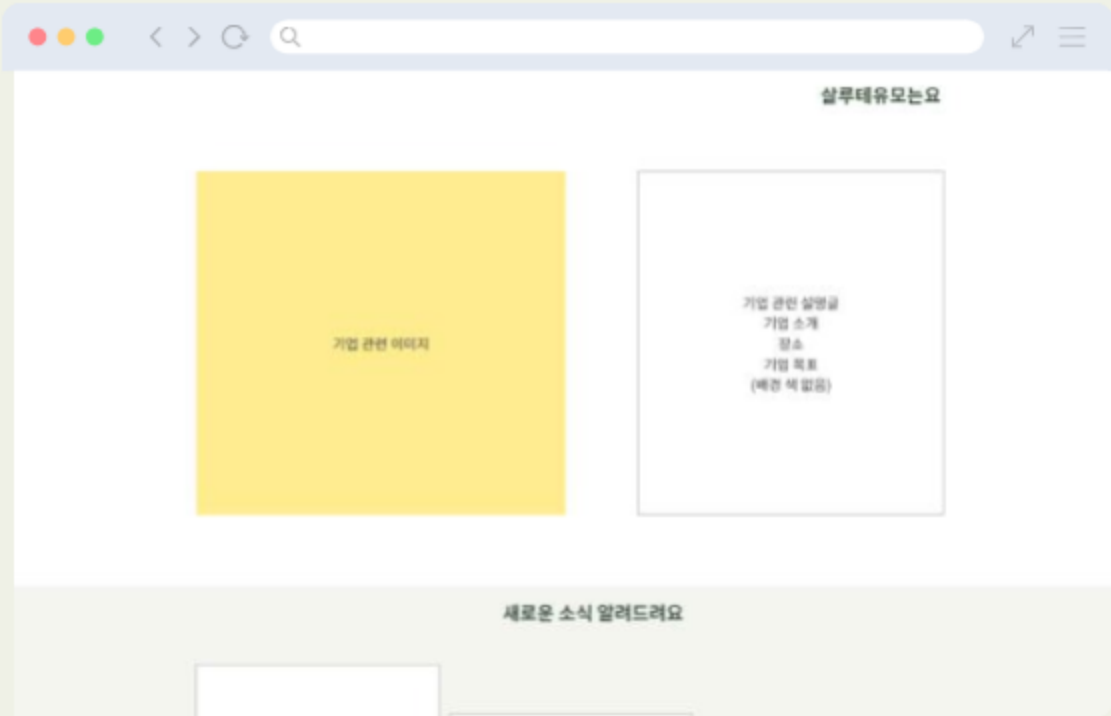 살루테유모는요
기업 관련 이미지
기업 관련 설명글
기업 소개
장소
기업 목표
(배경 색 없음)
새로운 소식 알려드려요